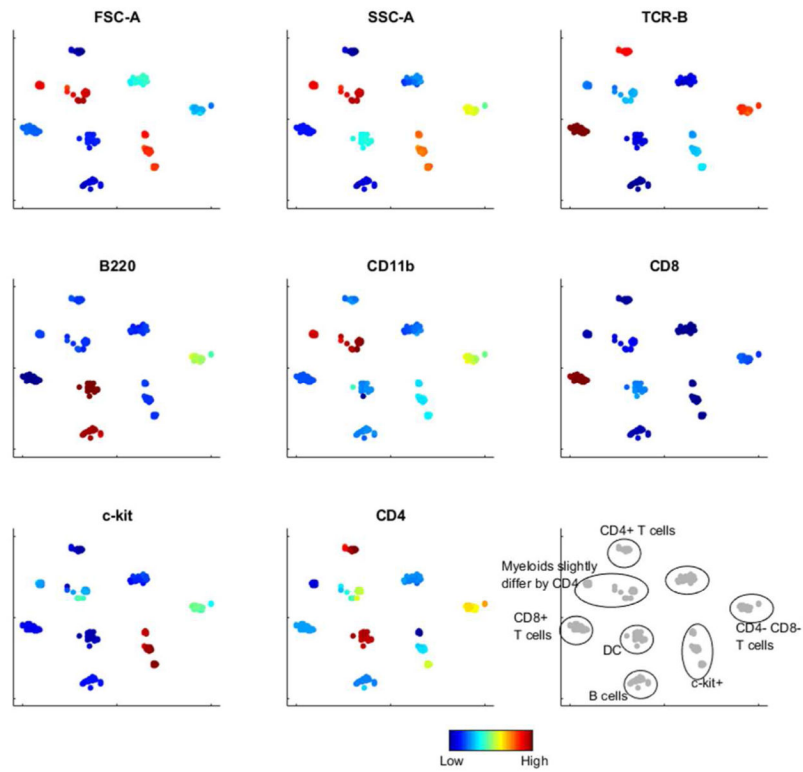 FSC-A
SSC-A
TCR-B
B220
CD11b
CD8
c-kit
CD4
CD4+ T cells
Myeloids slightly
differ by CD4
CD8+
T cells
CD4- CD8-
T cells
DC
c-kit+
B cells
Low
High